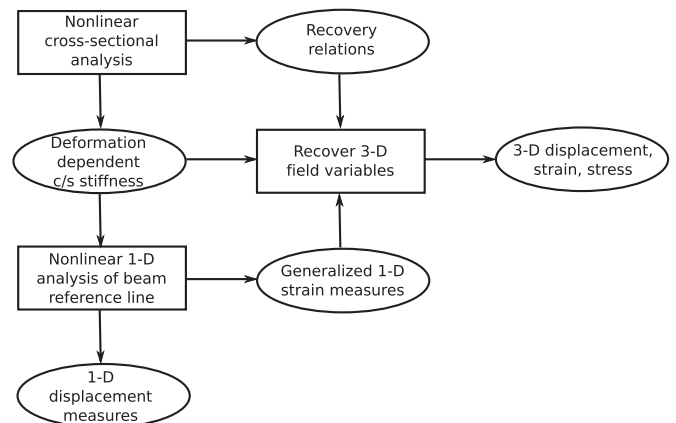 Nonlinear
cross-sectional
analysis
Recovery
relations
Deformation
dependent
c/s stiffness
Recover 3-D
field variables
3-D displacement,
strain, stress
Nonlinear 1-D
analysis of beam
reference line
Generalized 1-D
strain measures
1-D
displacement
measures